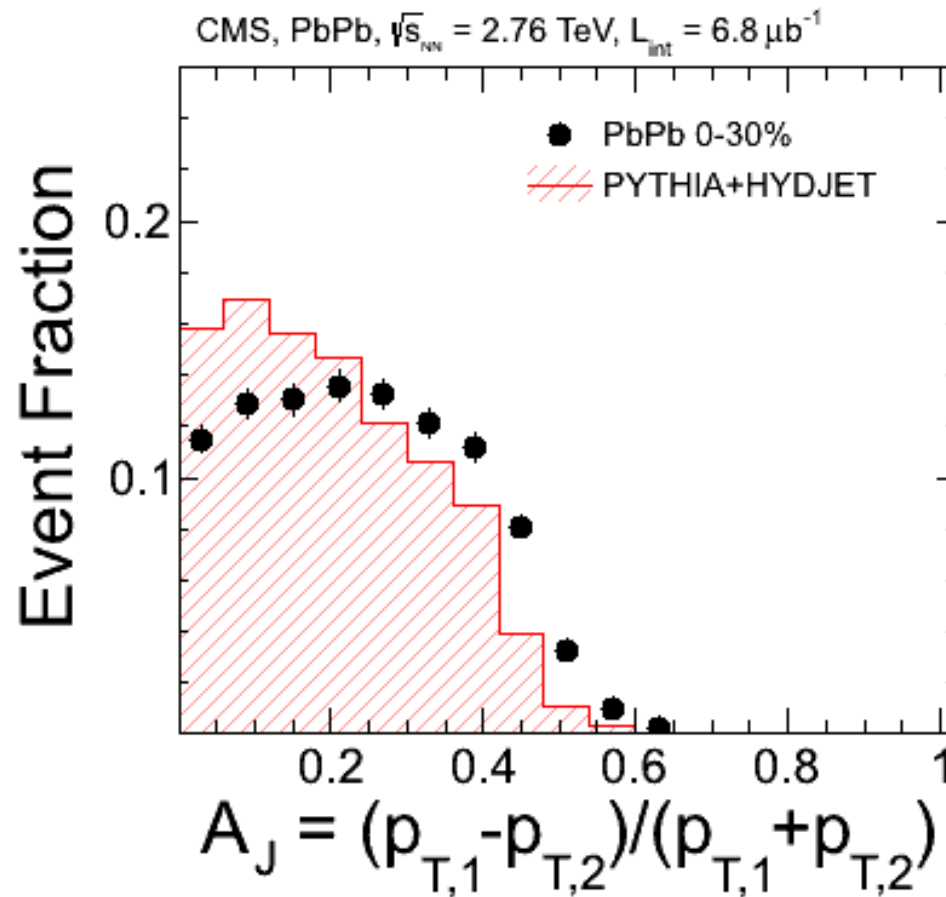 CMS, PbPb, √s_NN = 2.76 TeV, L_int = 6.8 μb⁻¹
PbPb 0-30%
PYTHIA+HYDJET
Event Fraction
0.2
0.1
0.2 0.4 0.6 0.8 1
A_J = (p_T,1-p_T,2)/(p_T,1+p_T,2)